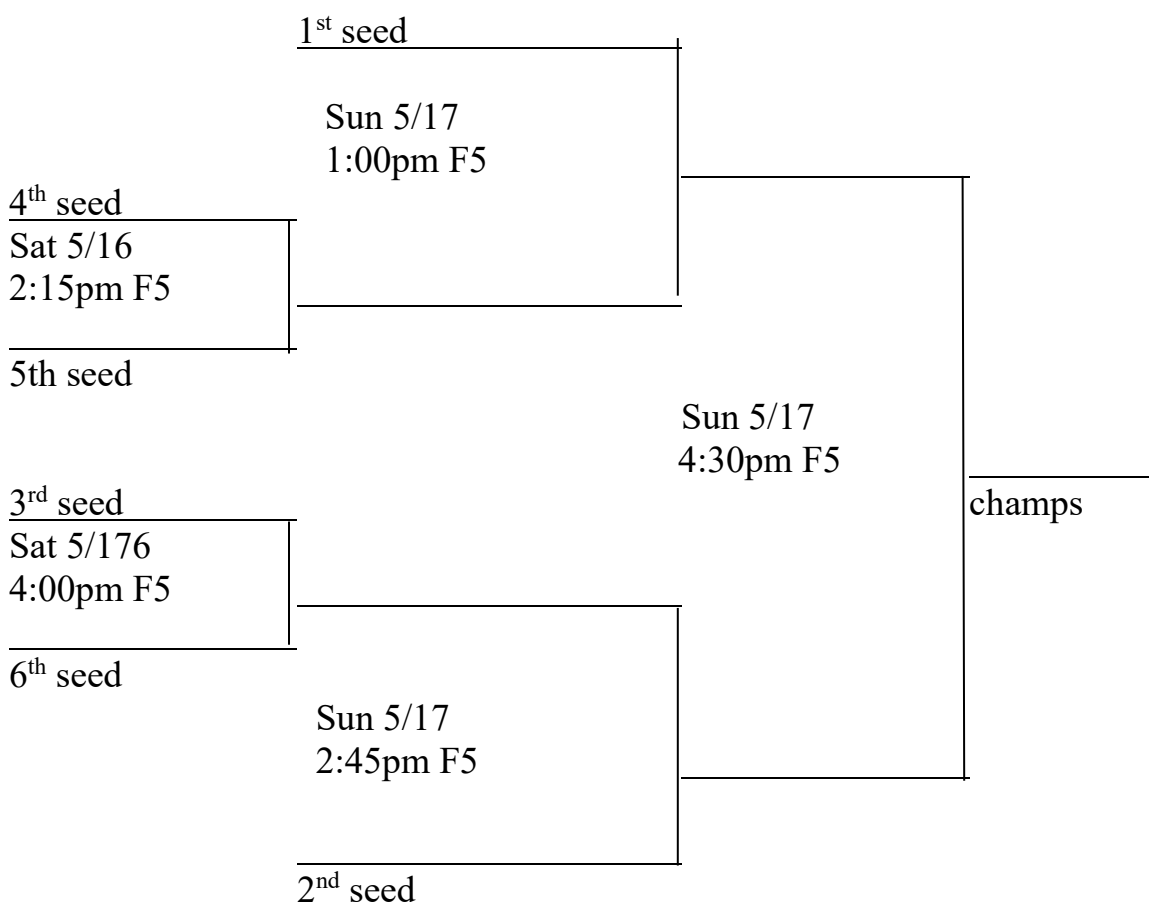 1st seed
Sun 5/17
1:00pm F5
4th seed
Sat 5/16
2:15pm F5
5th seed
Sun 5/17
4:30pm F5
champs
3rd seed
Sat 5/176
4:00pm F5
6th seed
Sun 5/17
2:45pm F5
2nd seed